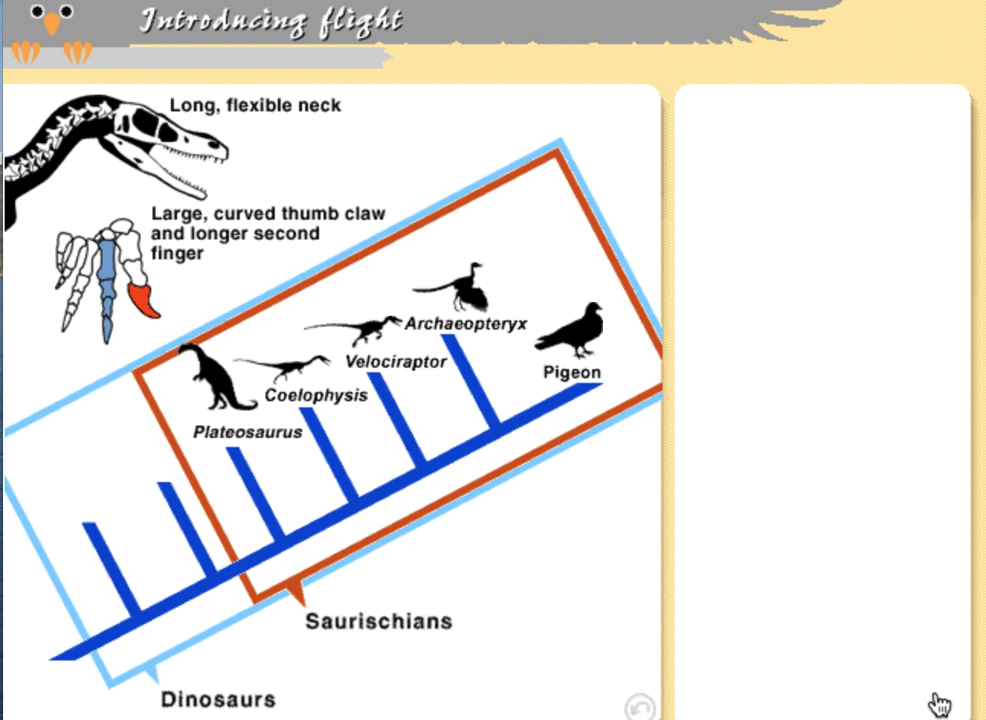 Introducing flight
Long, flexible neck
Large, curved thumb claw
and longer second
finger
Archaeopteryx
Velociraptor
Pigeon
Coelophysis
Plateosaurus
Saurischians
Dinosaurs